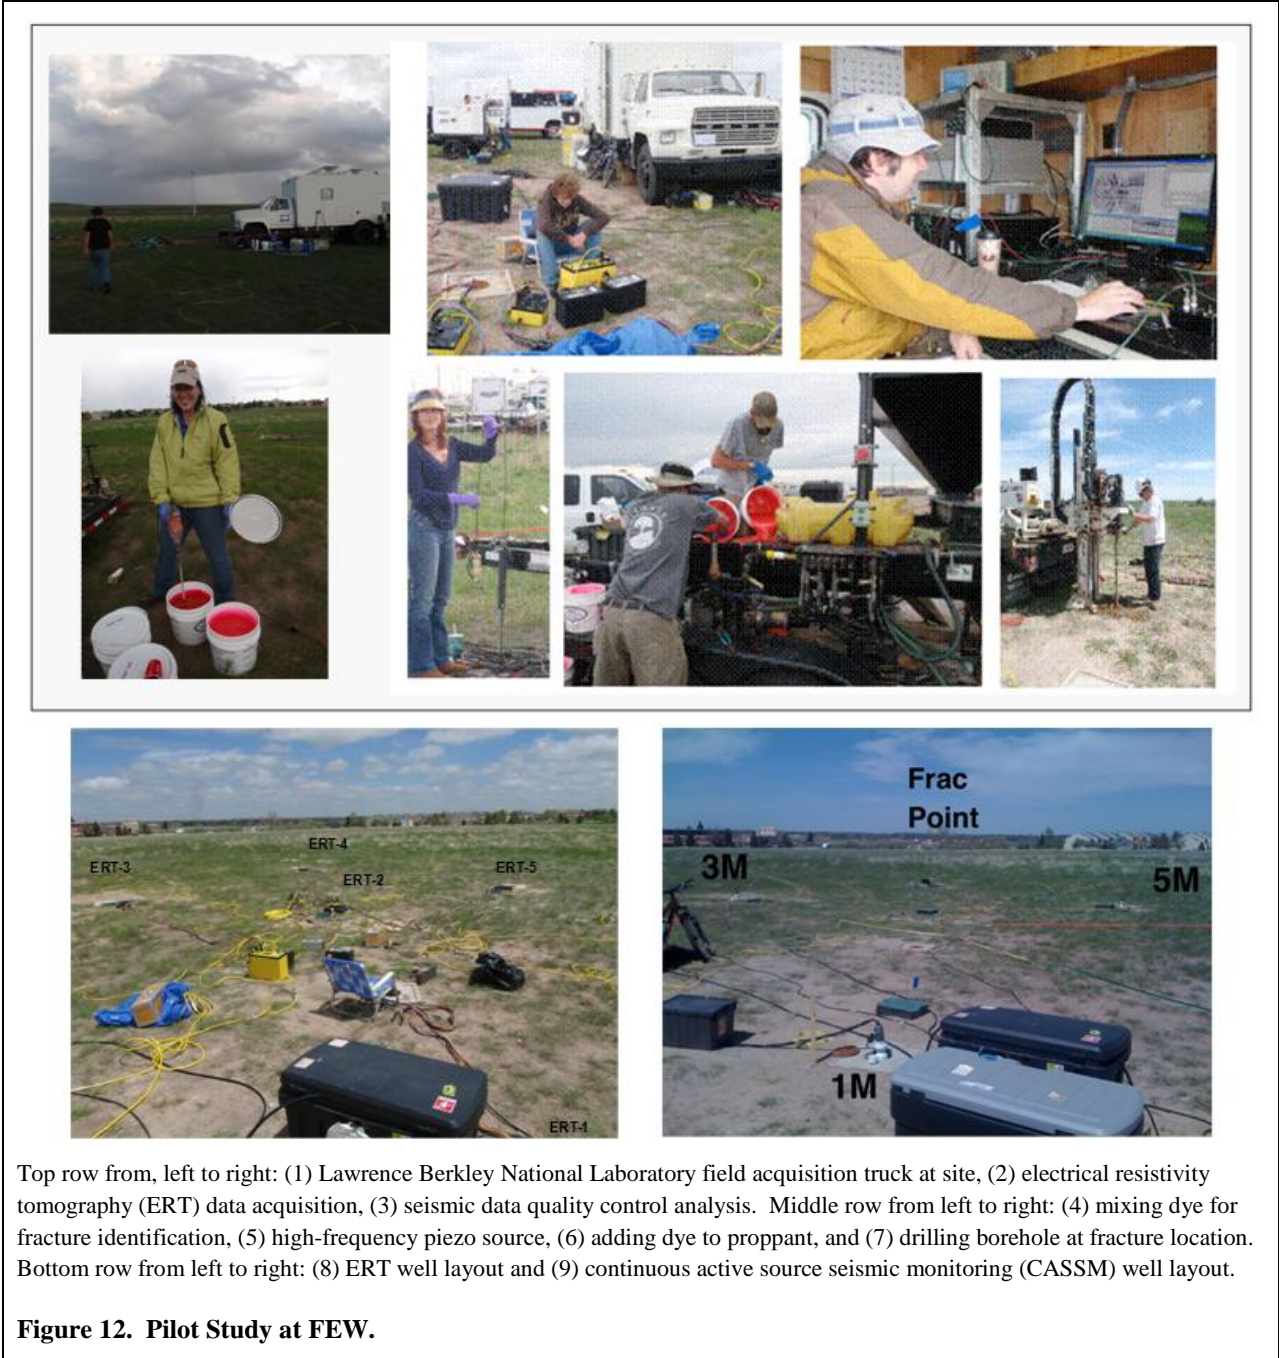 ERT-4
ERT-3
ERT-2
ERT-5
ERT-1
Frac
Point
3M
5M
1M
Top row from, left to right: (1) Lawrence Berkley National Laboratory field acquisition truck at site, (2) electrical resistivity
tomography (ERT) data acquisition, (3) seismic data quality control analysis.  Middle row from left to right: (4) mixing dye for
fracture identification, (5) high-frequency piezo source, (6) adding dye to proppant, and (7) drilling borehole at fracture location.
Bottom row from left to right: (8) ERT well layout and (9) continuous active source seismic monitoring (CASSM) well layout.
Figure 12.  Pilot Study at FEW.